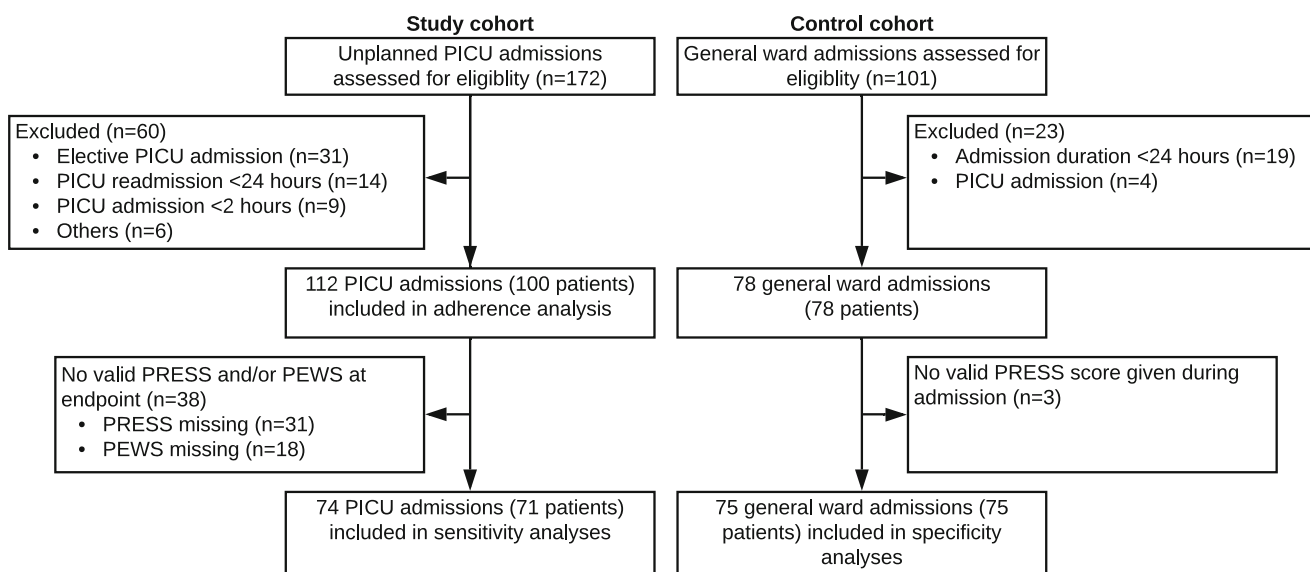 Study cohort
Unplanned PICU admissions
assessed for eligiblity (n=172)
Excluded (n=60)
• Elective PICU admission (n=31)
• PICU readmission <24 hours (n=14)
• PICU admission <2 hours (n=9)
• Others (n=6)
112 PICU admissions (100 patients)
included in adherence analysis
No valid PRESS and/or PEWS at
endpoint (n=38)
• PRESS missing (n=31)
• PEWS missing (n=18)
74 PICU admissions (71 patients)
included in sensitivity analyses
Control cohort
General ward admissions assessed for
eligiblity (n=101)
Excluded (n=23)
• Admission duration <24 hours (n=19)
• PICU admission (n=4)
78 general ward admissions
(78 patients)
No valid PRESS score given during
admission (n=3)
75 general ward admissions (75
patients) included in specificity
analyses